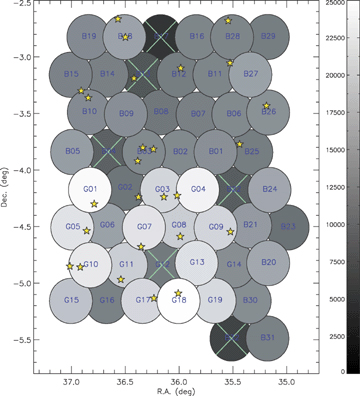 -2.5
25000
B19
B16
B28
B29
22500
-3.0
B15
B14
B12
B11
B27
20000
B10
B09
B08
B07
B06
B26
17500
-3.5
15000
B05
B02
B01
B25
-4.0
Dec. (deg)
12500
G01
G02
G03
G04
B24
10000
-4.5
G05
G06
G07
G08
G09
B21
B23
7500
G10
G11
G13
G14
B20
-5.0
5000
G15
G16
G17
G18
G19
B30
2500
-5.5
B31
0
37.0
36.5
36.0
35.5
35.0
R.A. (deg)